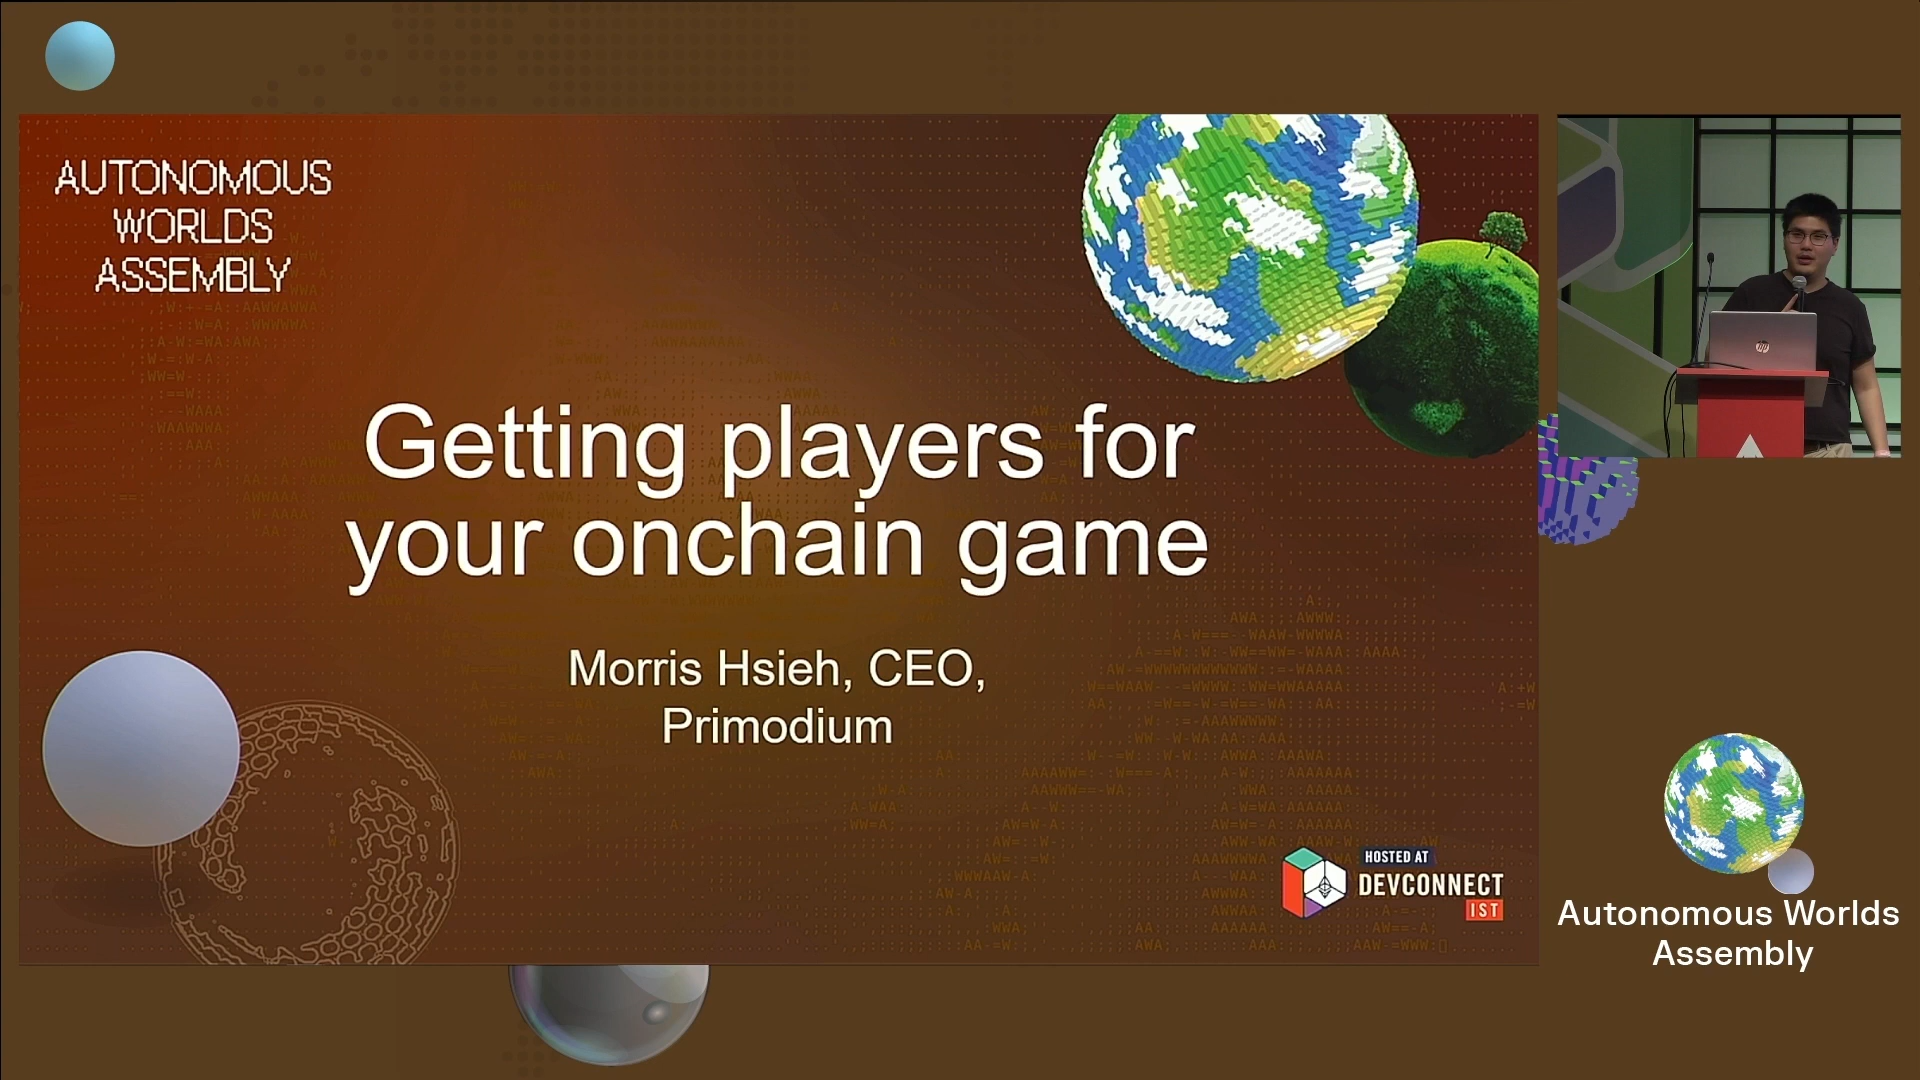 AUTONOMOUS
WORLDS
ASSEMBLY
Getting players for
your onchain game
Morris Hsieh, CEO,
Primodium
HOSTED AT
DEVCONNECT
IST
hp
Autonomous Worlds
Assembly